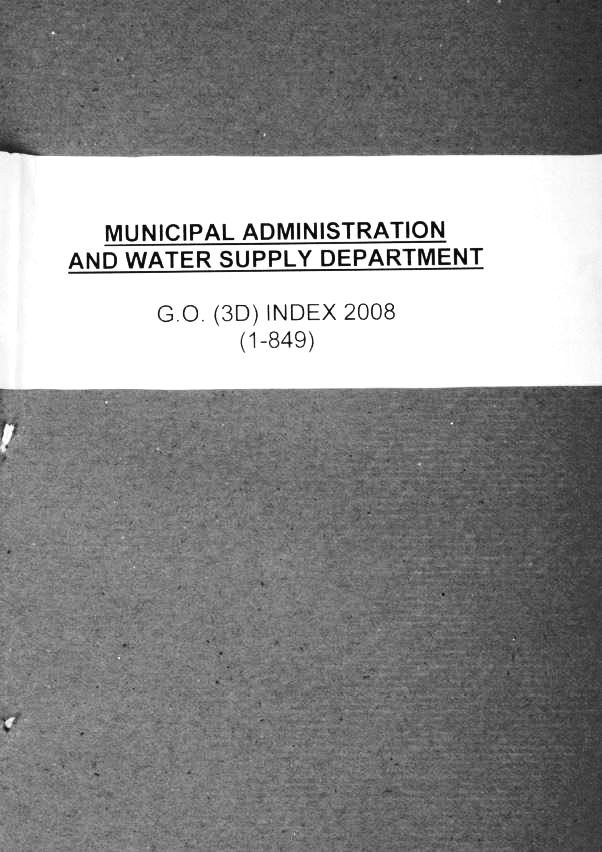 MUNICIPAL ADMINISTRATION
AND WATER SUPPLY DEPARTMENT
G.O. (3D) INDEX 2008
(1-849)